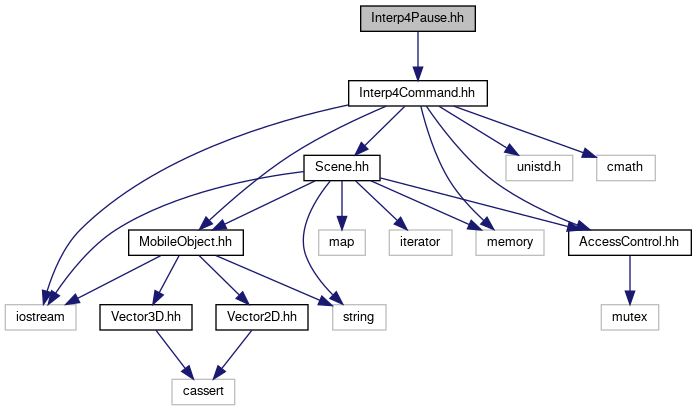 Interp4Pause.hh
Interp4Command.hh
Scene.hh
unistd.h
cmath
MobileObject.hh
map
iterator
memory
AccessControl.hh
iostream
Vector3D.hh
Vector2D.hh
string
mutex
cassert